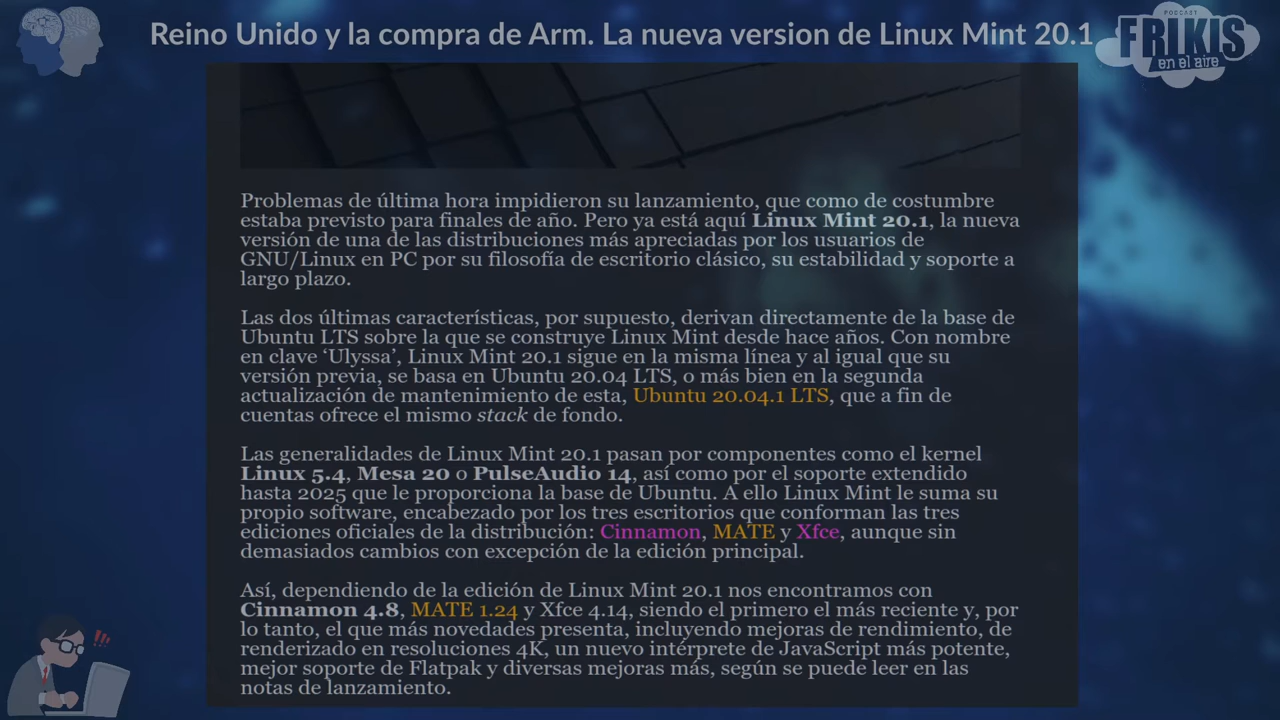 Reino Unido y la compra de Arm. La nueva version de Linux Mint 20.1
PODCAST
FRIKIS
en el aire
Problemas de última hora impidieron su lanzamiento, que como de costumbre
estaba previsto para finales de año. Pero ya está aquí Linux Mint 20.1, la nueva
versión de una de las distribuciones más apreciadas por los usuarios de
GNU/Linux en PC por su filosofía de escritorio clásico, su estabilidad y soporte a
largo plazo.
Las dos últimas características, por supuesto, derivan directamente de la base de
Ubuntu LTS sobre la que se construye Linux Mint desde hace años. Con nombre
en clave ‘Ulyssa’, Linux Mint 20.1 sigue en la misma línea y al igual que su
versión previa, se basa en Ubuntu 20.04 LTS, o más bien en la segunda
actualización de mantenimiento de esta, Ubuntu 20.04.1 LTS, que a fin de
cuentas ofrece el mismo stack de fondo.
Las generalidades de Linux Mint 20.1 pasan por componentes como el kernel
Linux 5.4, Mesa 20 o PulseAudio 14, así como por el soporte extendido
hasta 2025 que le proporciona la base de Ubuntu. A ello Linux Mint le suma su
propio software, encabezado por los tres escritorios que conforman las tres
ediciones oficiales de la distribución: Cinnamon, MATE y Xfce, aunque sin
demasiados cambios con excepción de la edición principal.
Así, dependiendo de la edición de Linux Mint 20.1 nos encontramos con
Cinnamon 4.8, MATE 1.24 y Xfce 4.14, siendo el primero el más reciente y, por
lo tanto, el que más novedades presenta, incluyendo mejoras de rendimiento, de
renderizado en resoluciones 4K, un nuevo intérprete de JavaScript más potente,
mejor soporte de Flatpak y diversas mejoras más, según se puede leer en las
notas de lanzamiento.